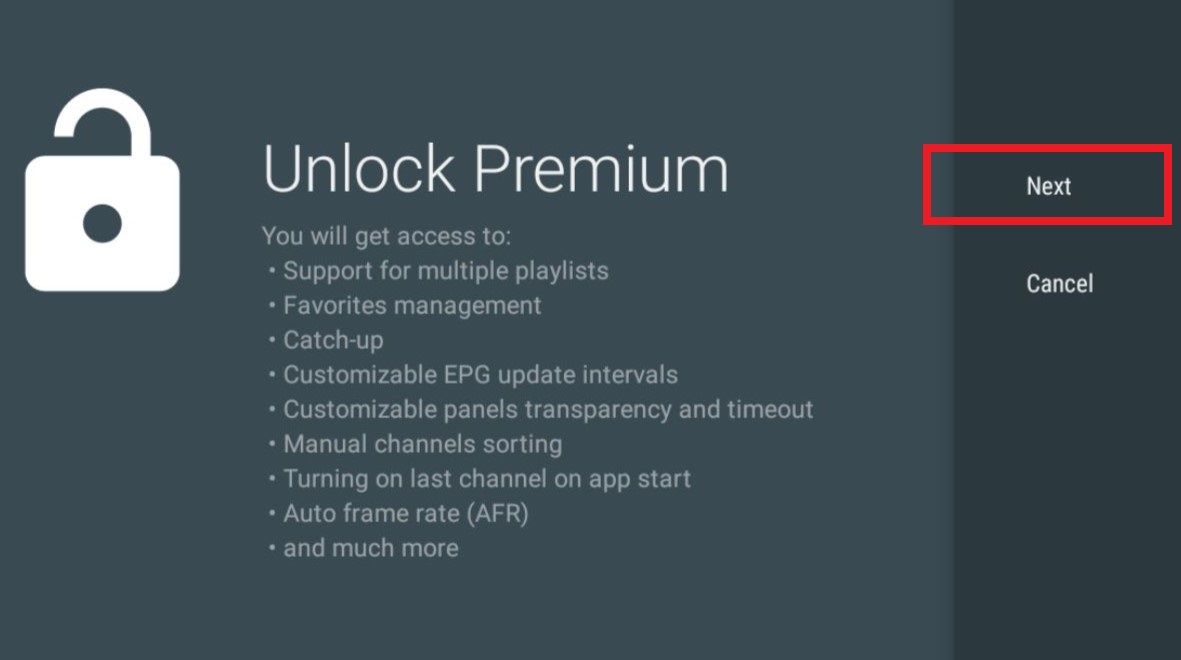 Unlock Premium
You will get access to:
• Support for multiple playlists
• Favorites management
• Catch-up
• Customizable EPG update intervals
• Customizable panels transparency and timeout
• Manual channels sorting
• Turning on last channel on app start
• Auto frame rate (AFR)
• and much more
Next
Cancel